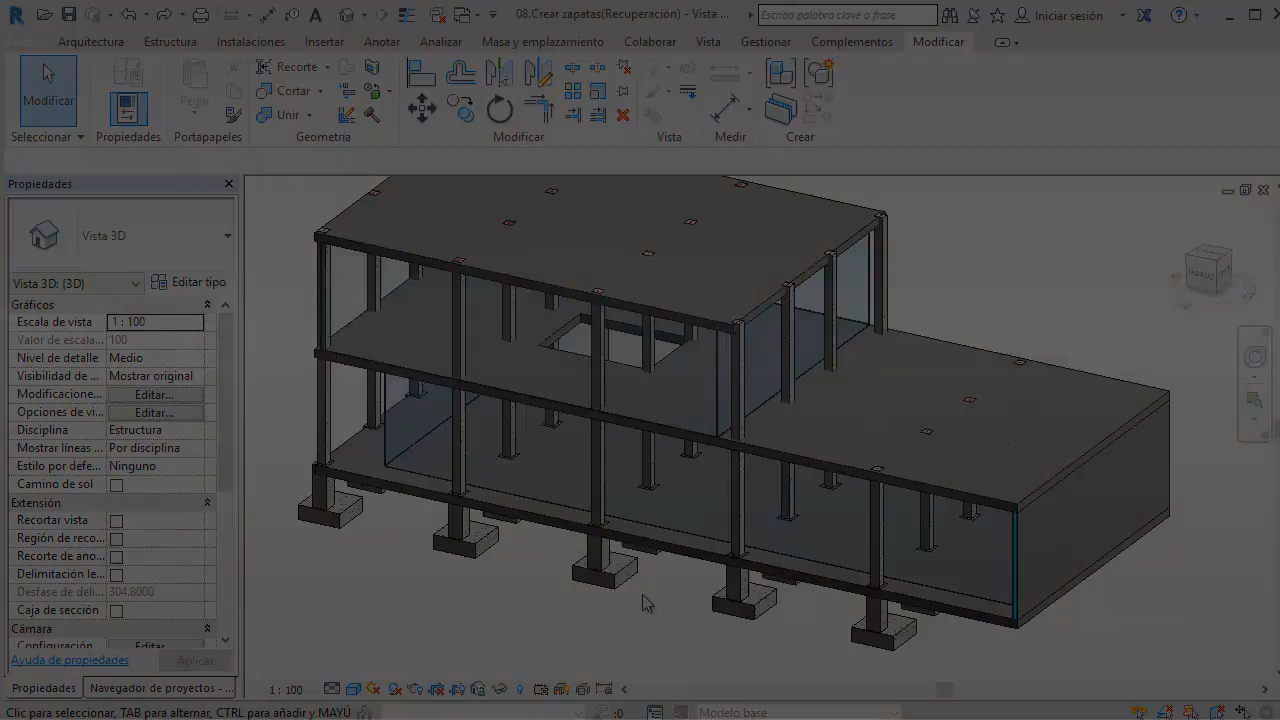 08.Crear zapatas(Recuperación) - Vista ...
Escriba palabra clave o frase
Iniciar sesión
Arquitectura
Estructura
Instalaciones
Insertar
Anotar
Analizar
Masa y emplazamiento
Colaborar
Vista
Gestionar
Complementos
Modificar
Modificar
Pegar
Recorte
Cortar
Unir
Seleccionar
Propiedades
Portapapeles
Geometría
Modificar
Vista
Medir
Crear
Propiedades
Vista 3D
Vista 3D: (3D)
Editar tipo
Gráficos
Escala de vista
1 : 100
Valor de escala...
100
Nivel de detalle
Medio
Visibilidad de ...
Mostrar original
Modificacione...
Editar...
Opciones de vi...
Editar...
Disciplina
Estructura
Mostrar líneas ...
Por disciplina
Estilo por defe...
Ninguno
Camino de sol
Extensión
Recortar vista
Región de reco...
Recorte de ano...
Delimitación le...
Desfase de deli...
304.8000
Caja de sección
Cámara
Configuración
Editar
Ayuda de propiedades
Aplicar
Propiedades
Navegador de proyectos - ...
1 : 100
Clic para seleccionar, TAB para alternar, CTRL para añadir y MAYÚ
:0
Modelo base